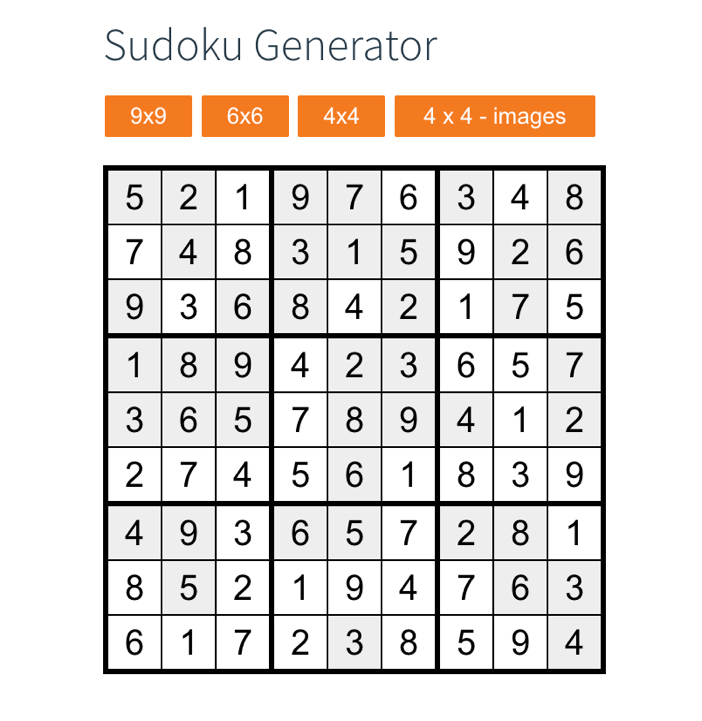 Sudoku Generator
9x9 6x6 4x4 4 x 4 - images
5 2 1 9 7 6 3 4 8
7 4 8 3 1 5 9 2 6
9 3 6 8 4 2 1 7 5
1 8 9 4 2 3 6 5 7
3 6 5 7 8 9 4 1 2
2 7 4 5 6 1 8 3 9
4 9 3 6 5 7 2 8 1
8 5 2 1 9 4 7 6 3
6 1 7 2 3 8 5 9 4